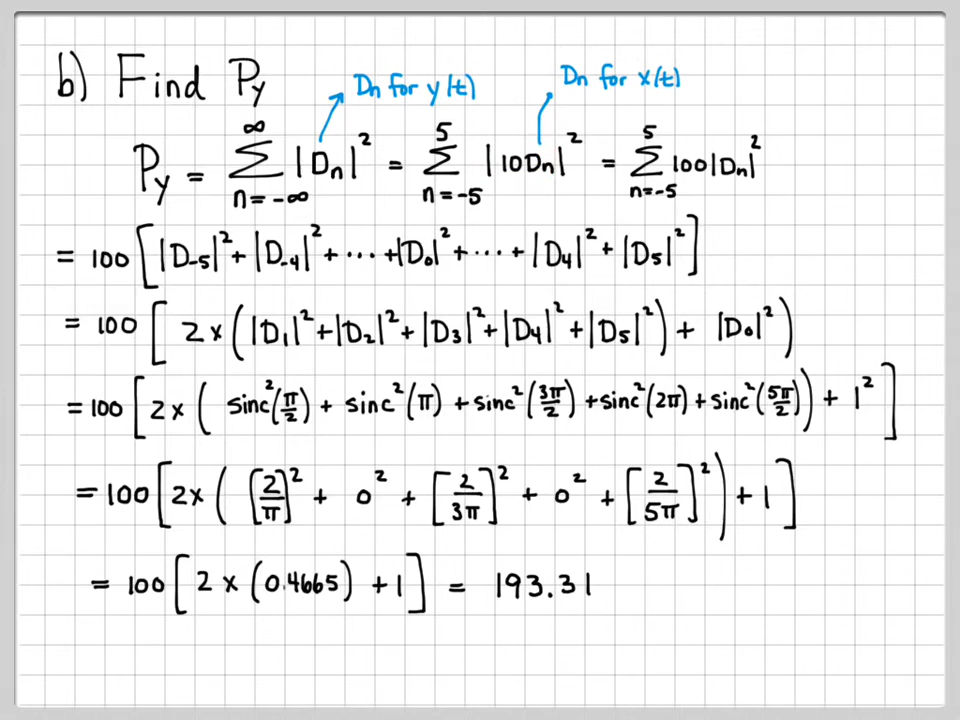 b) Find Py
Dn for y(t)
Dn for x(t)
Py = ∑_{n=-∞}^{∞} |Dn|² = ∑_{n=-5}^{5} |10Dn|² = ∑_{n=-5}^{5} 100|Dn|²
= 100 [ |D-5|² + |D-4|² + ... + |D0|² + ... + |D4|² + |D5|² ]
= 100 [ 2 x ( |D1|² + |D2|² + |D3|² + |D4|² + |D5|² ) + |D0|² )
= 100 [ 2 x ( sinc²(π/2) + sinc²(π) + sinc²(3π/2) + sinc²(2π) + sinc²(5π/2) ) + 1² ]
= 100 [ 2x ( [2/π]² + 0² + [2/3π]² + 0² + [2/5π]² ) + 1 ]
= 100 [ 2 x (0.4665) + 1 ] = 193.31